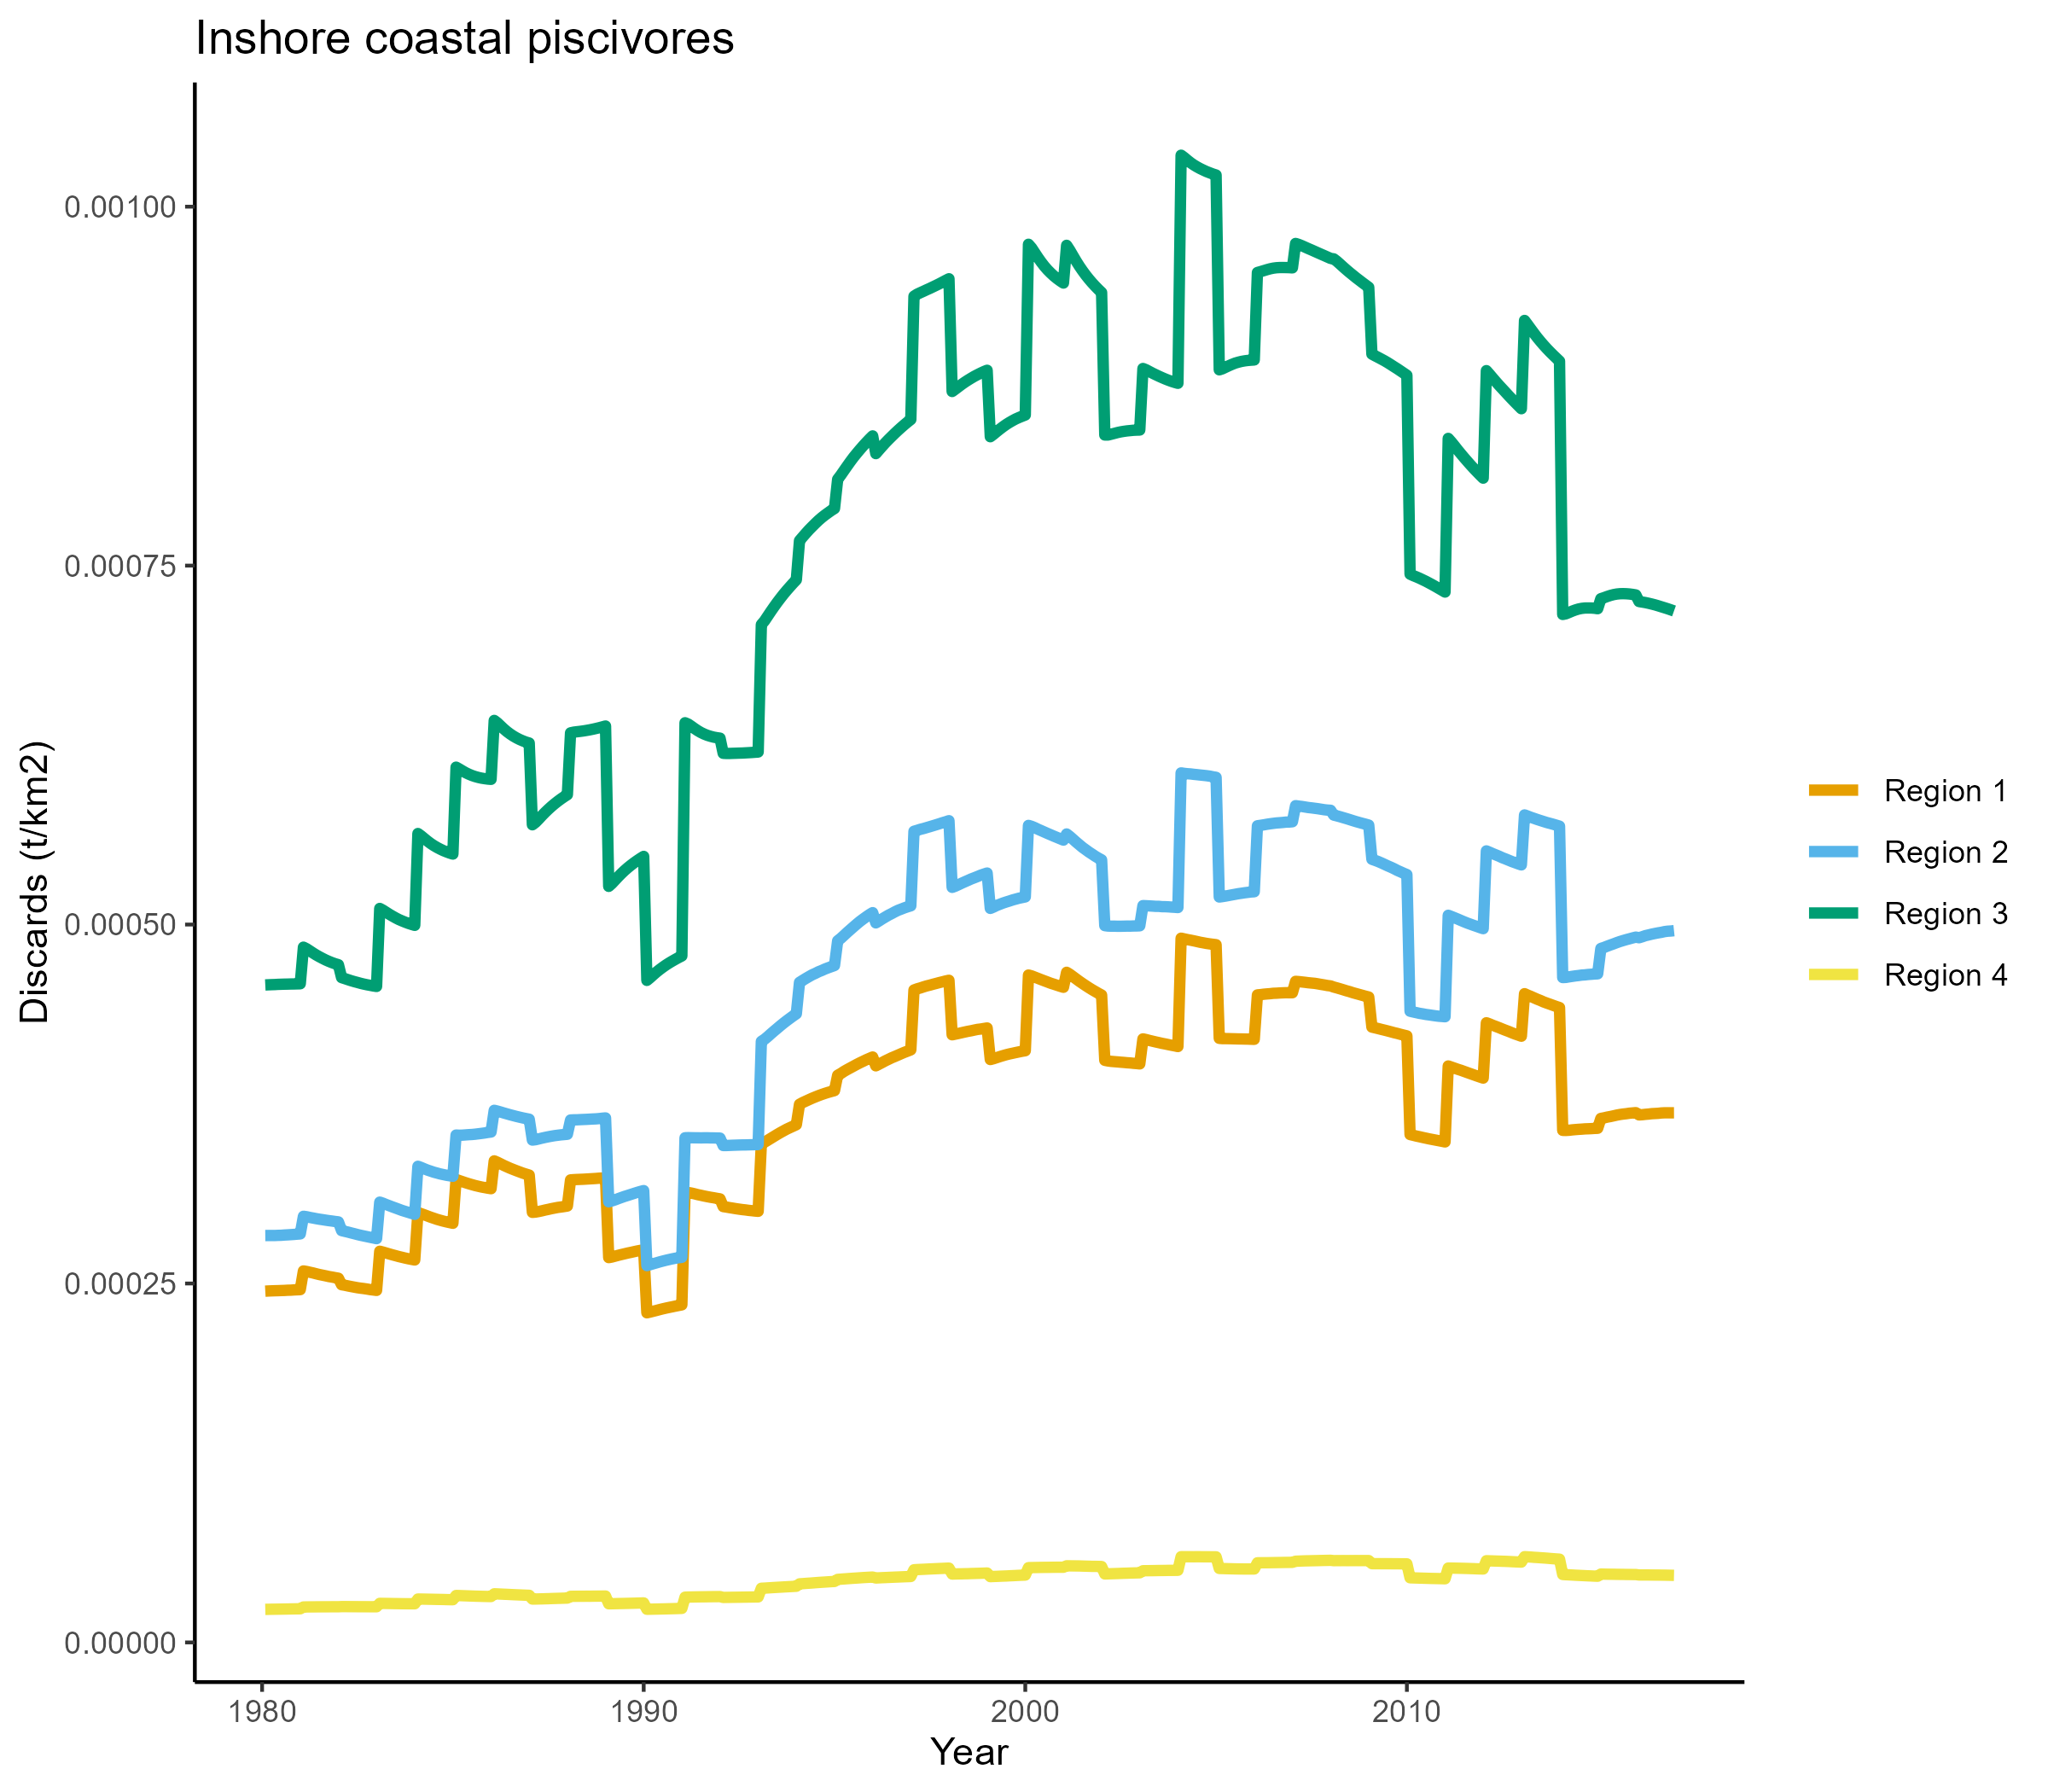 Inshore coastal piscivores
Discards (t/km2)
0.00100
0.00075
0.00050
0.00025
0.00000
1980
1990
2000
2010
Year
Region 1
Region 2
Region 3
Region 4